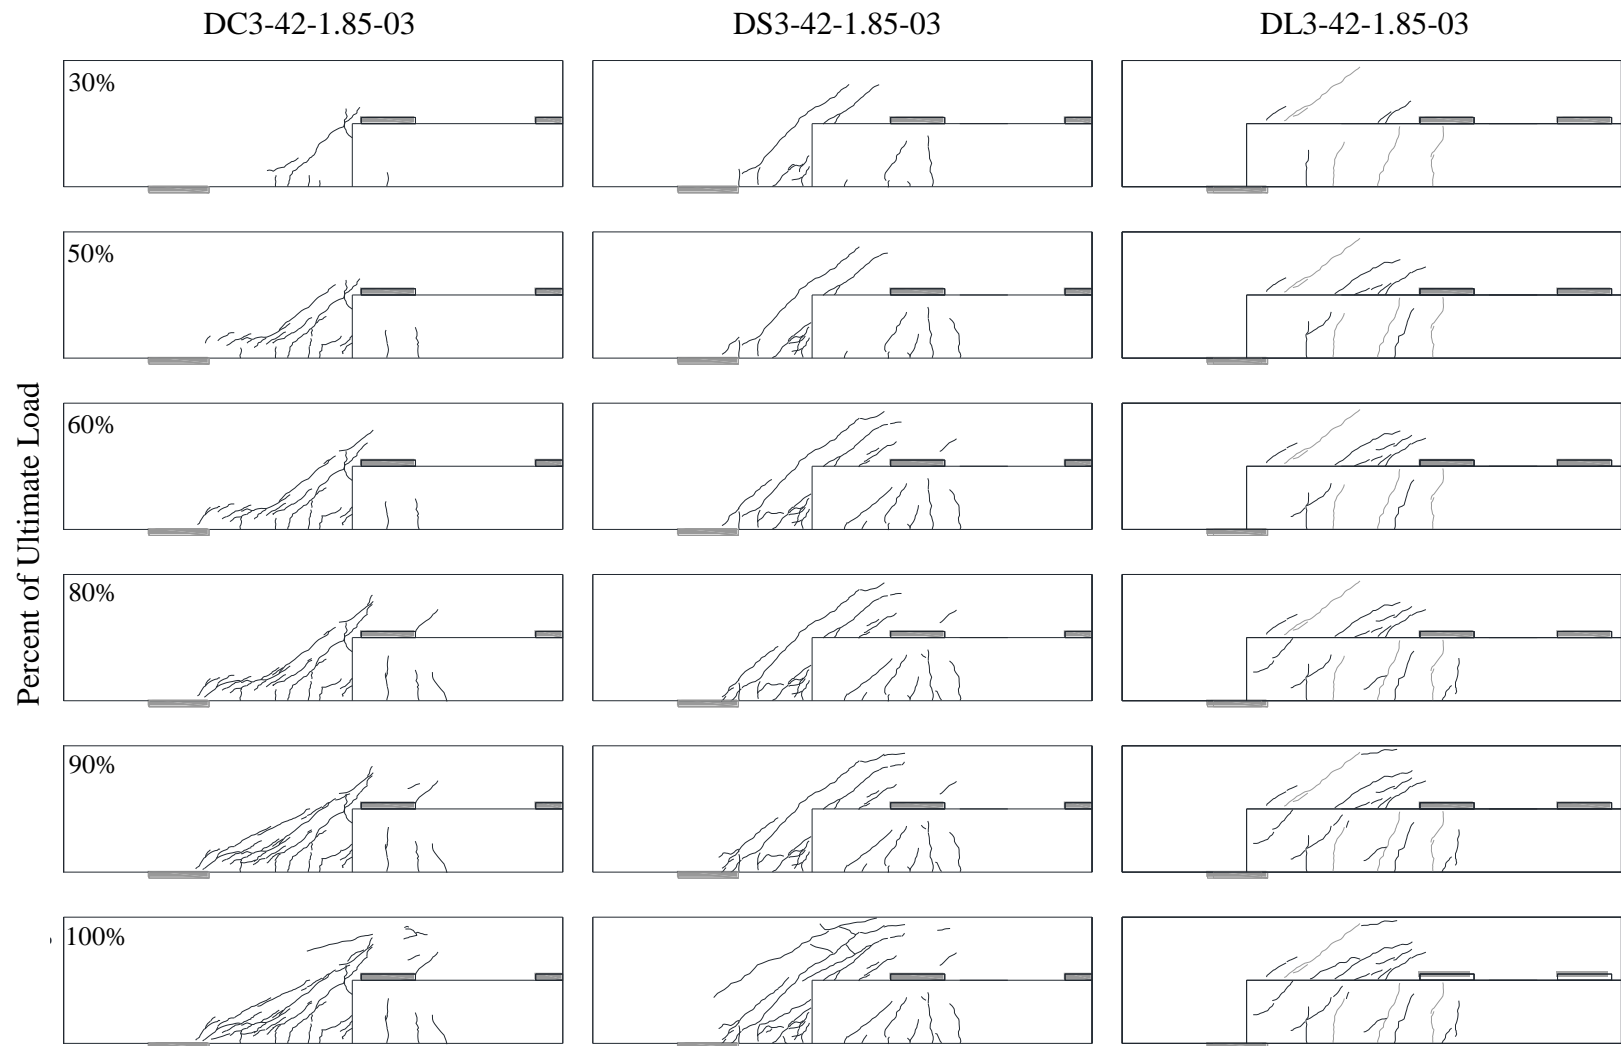 DC3-42-1.85-03
DS3-42-1.85-03
DL3-42-1.85-03
Percent of Ultimate Load
30%
50%
60%
80%
90%
100%